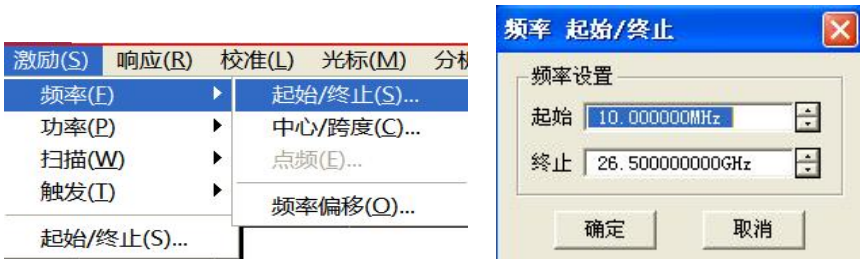 激励(S) 响应(R) 校准(L) 光标(M) 分析
频率(F)
功率(P)
扫描(W)
触发(T)
起始/终止(S)...
起始/终止(S)...
中心/跨度(C)...
点频(E)...
频率偏移(O)...
频率 起始/终止
频率设置
起始 10.000000MHz
终止 26.500000000GHz
确定 取消